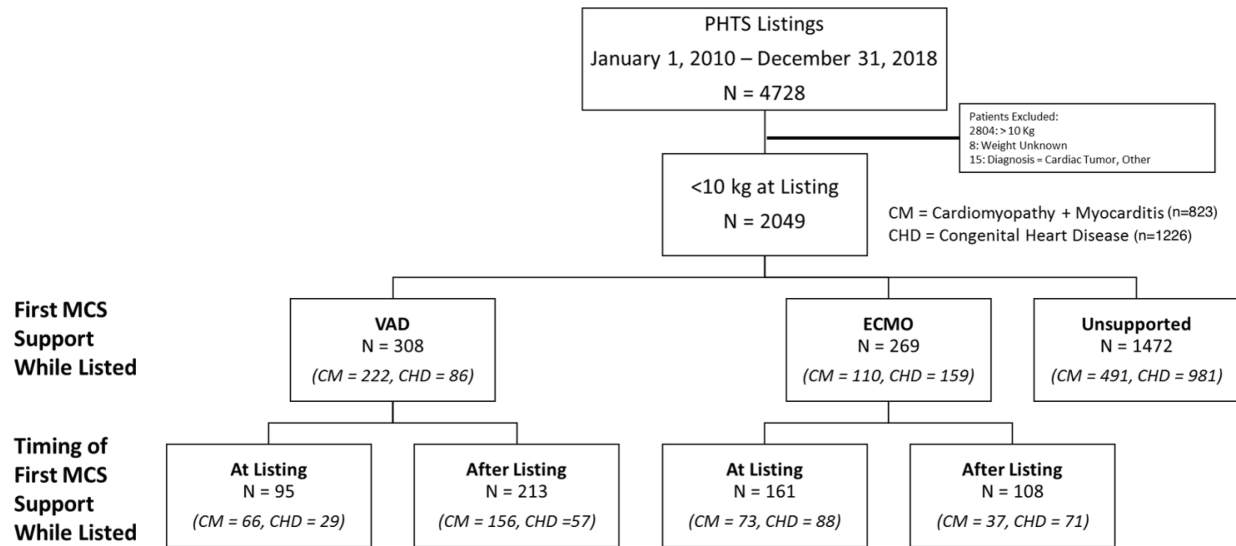 PHTS Listings
January 1, 2010 – December 31, 2018
N = 4728
Patients Excluded:
2804: > 10 Kg
8: Weight Unknown
15: Diagnosis = Cardiac Tumor, Other
<10 kg at Listing
N = 2049
CM = Cardiomyopathy + Myocarditis (n=823)
CHD = Congenital Heart Disease (n=1226)
First MCS
Support
While Listed
VAD
N = 308
(CM = 222, CHD = 86)
ECMO
N = 269
(CM = 110, CHD = 159)
Unsupported
N = 1472
(CM = 491, CHD = 981)
Timing of
First MCS
Support
While Listed
At Listing
N = 95
(CM = 66, CHD = 29)
After Listing
N = 213
(CM = 156, CHD =57)
At Listing
N = 161
(CM = 73, CHD = 88)
After Listing
N = 108
(CM = 37, CHD = 71)